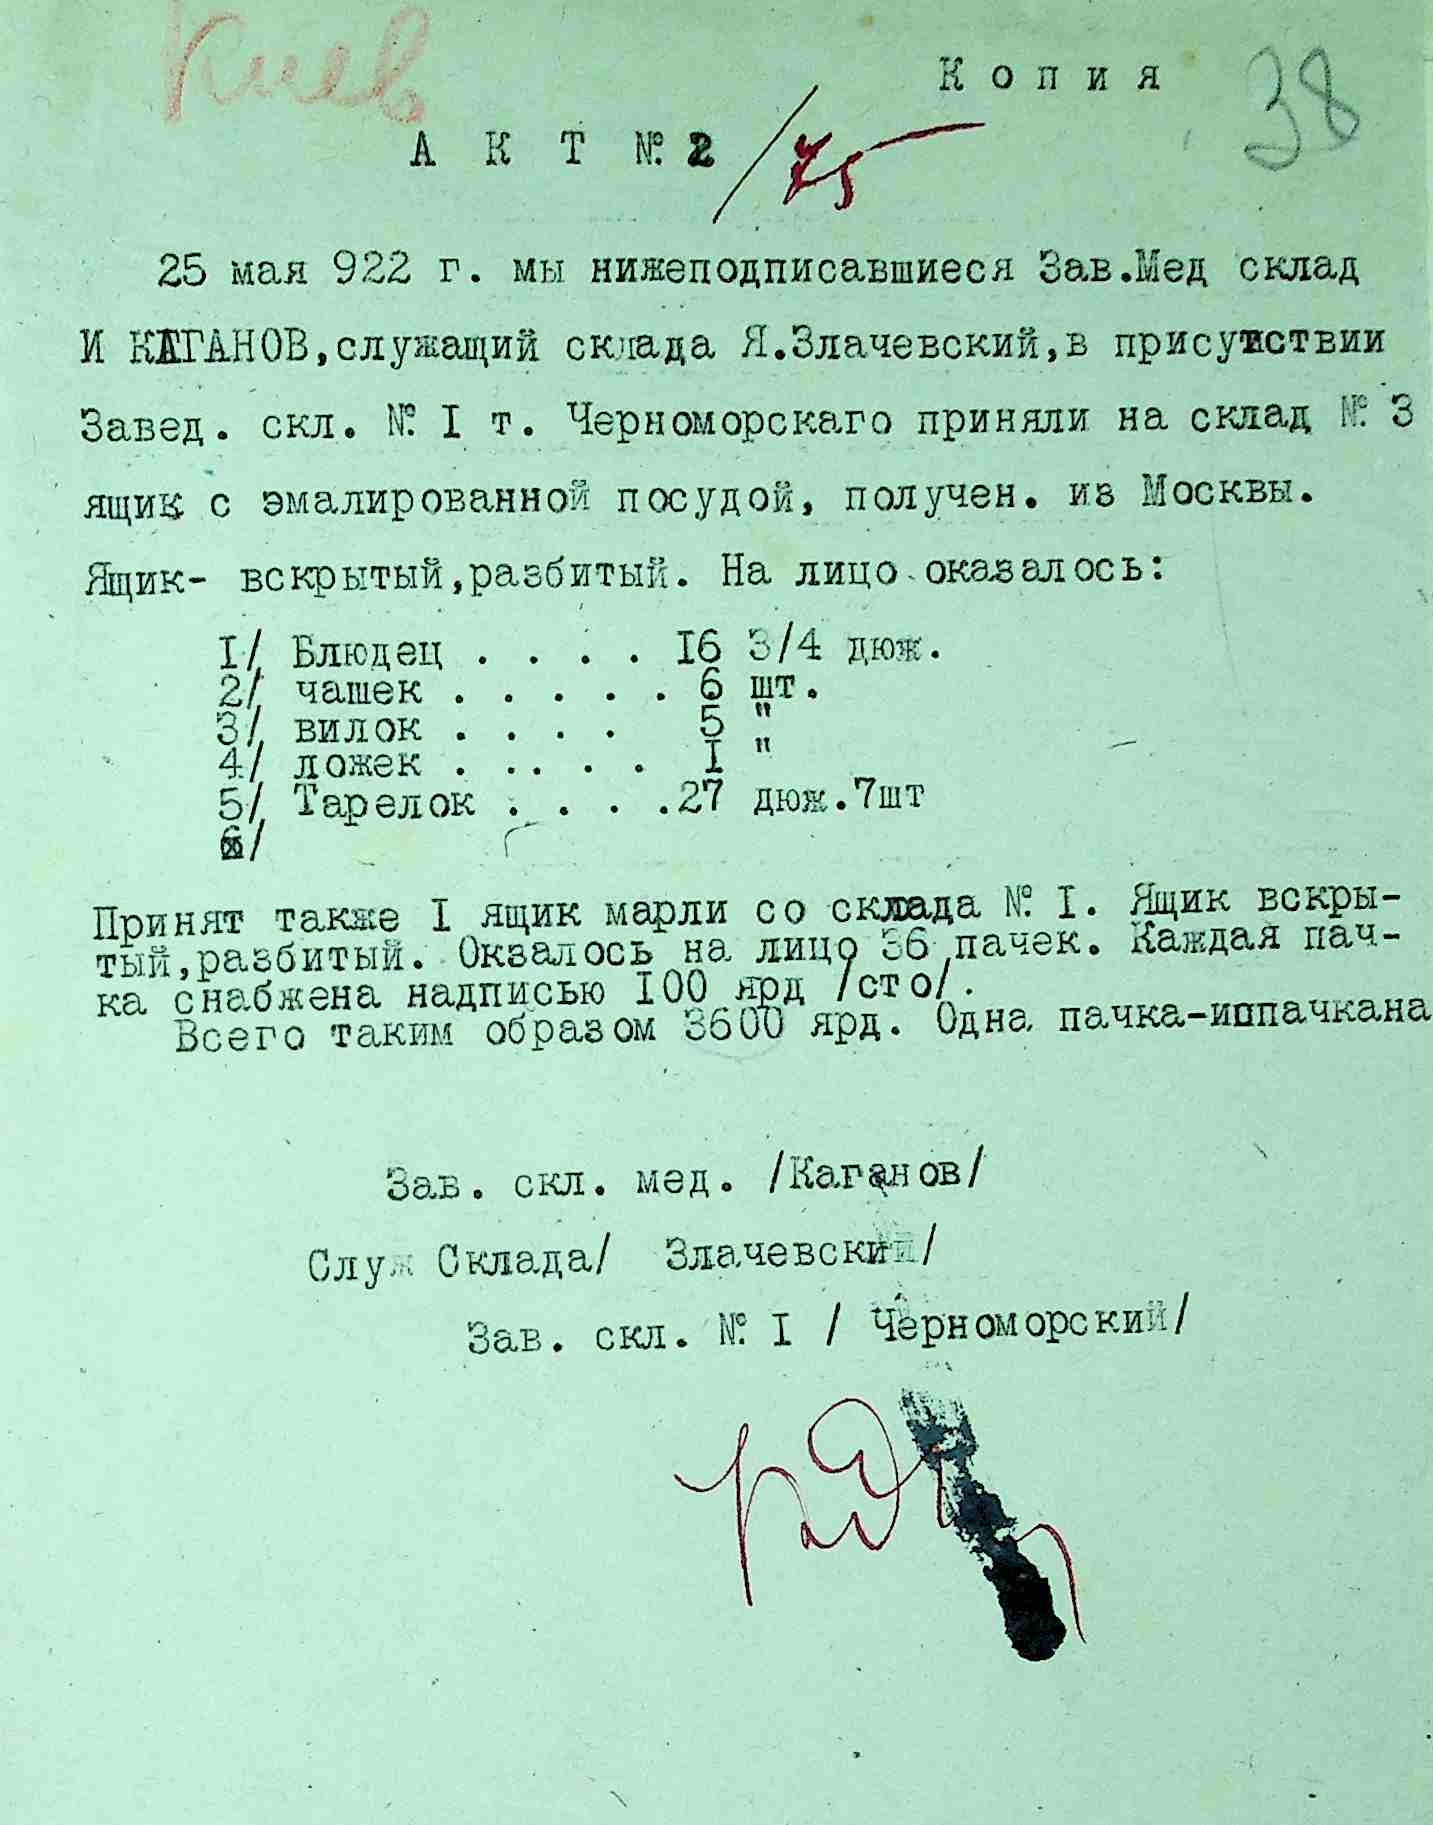 Киев
Копия
38
АКТ № 2/75
25 мая 922 г. мы нижеподписавшиеся Зав.Мед склад
И КАГАНОВ,служащий склада Я.Злачевский,в присутствии
Завед. скл. № I т. Черноморскаго приняли на склад № 3
ящик с эмалированной посудой, получен. из Москвы.
Ящик- вскрытый,разбитый. На лицо оказалось:
I/ Блюдец . . . . I6 3/4 дюж.
2/ чашек . . . . . 6 шт.
3/ вилок . . . . 5 "
4/ ложек . . . . . I "
5/ Тарелок . . . .27 дюж.7шт
6/
Принят также I ящик марли со склада № I. Ящик вскры-
тый,разбитый. Окзалось на лицо 36 пачек. Каждая пач-
ка снабжена надписью I00 ярд /сто/.
Всего таким образом 3600 ярд. Одна пачка-испачкана
Зав. скл. мед. /Каганов/
Служ Склада/ Злачевский/
Зав. скл. № I / Черноморский/